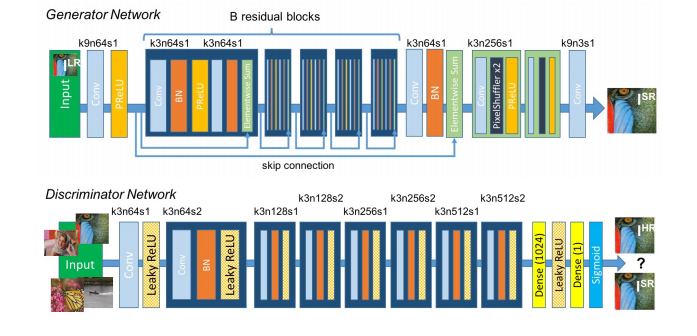 Generator Network
B residual blocks
k9n64s1
k3n64s1
k3n64s1
k3n64s1
k3n256s1
k9n3s1
I LR
Input
Conv
PReLU
Conv
BN
PReLU
Elementwise Sum
Conv
BN
Elementwise Sum
Conv
PixelShuffler x2
PReLU
Conv
I SR
skip connection
Discriminator Network
k3n128s2
k3n256s2
k3n512s2
k3n64s1
k3n64s2
k3n128s1
k3n256s1
k3n512s1
Input
Conv
Leaky ReLU
Conv
BN
Leaky ReLU
Dense (1024)
Leaky ReLU
Dense (1)
Sigmoid
I HR
?
I SR